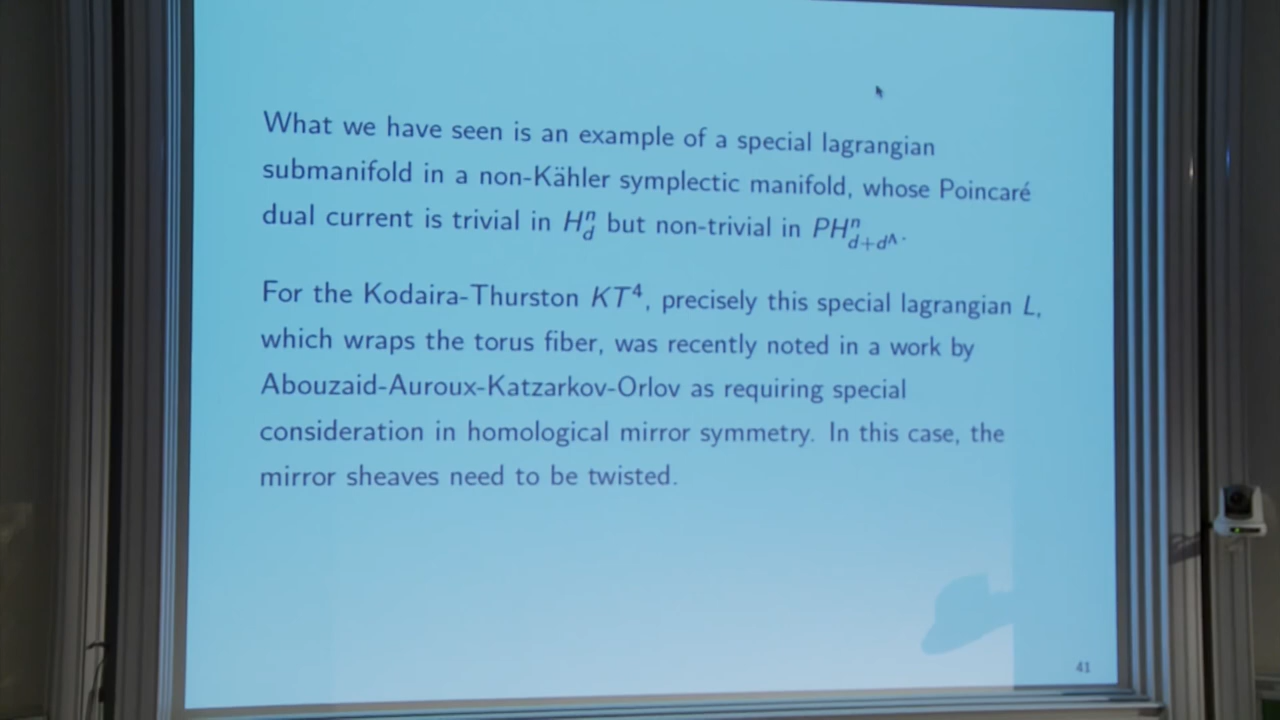 What we have seen is an example of a special lagrangian
submanifold in a non-Kähler symplectic manifold, whose Poincaré
dual current is trivial in $H^n_d$ but non-trivial in $PH^n_{d+d^\Lambda}$.
For the Kodaira-Thurston $KT^4$, precisely this special lagrangian $L$,
which wraps the torus fiber, was recently noted in a work by
Abouzaid-Auroux-Katzarkov-Orlov as requiring special
consideration in homological mirror symmetry. In this case, the
mirror sheaves need to be twisted.
41